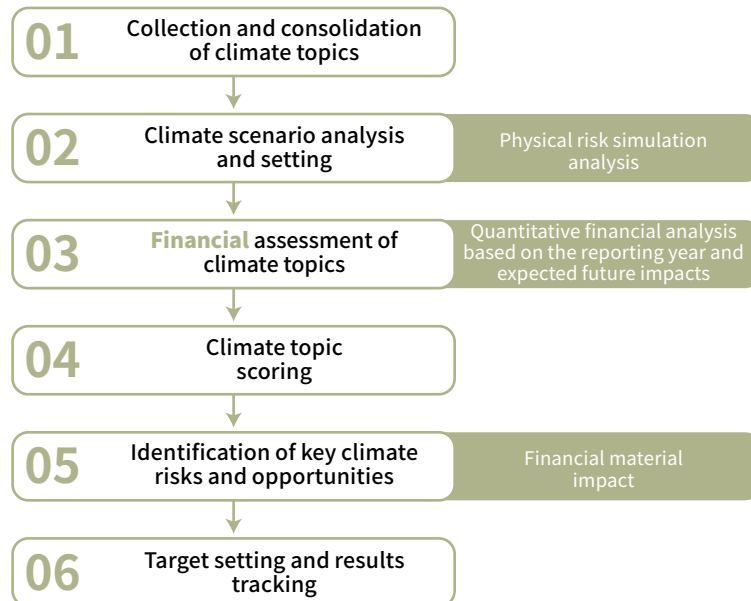 01
Collection and consolidation
of climate topics
02
Climate scenario analysis
and setting
Physical risk simulation
analysis
03
Financial assessment of
climate topics
Quantitative financial analysis
based on the reporting year and
expected future impacts
04
Climate topic
scoring
05
Identification of key climate
risks and opportunities
Financial material
impact
06
Target setting and results
tracking